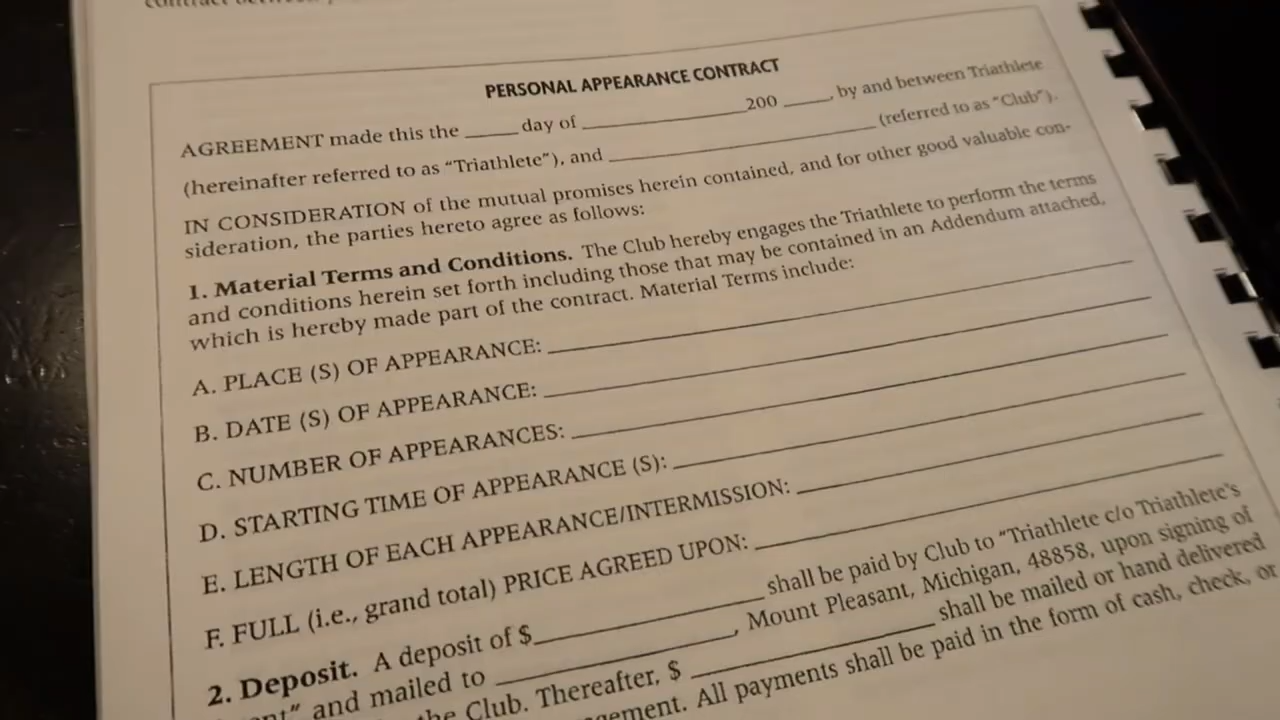 PERSONAL APPEARANCE CONTRACT
AGREEMENT made this the _____ day of _______________ 200 _____, by and between Triathlete
(hereinafter referred to as “Triathlete”), and _________________________ (referred to as “Club”).
IN CONSIDERATION of the mutual promises herein contained, and for other good valuable con-
sideration, the parties hereto agree as follows:
1. Material Terms and Conditions. The Club hereby engages the Triathlete to perform the terms
and conditions herein set forth including those that may be contained in an Addendum attached,
which is hereby made part of the contract. Material Terms include:
A. PLACE (S) OF APPEARANCE:
B. DATE (S) OF APPEARANCE:
C. NUMBER OF APPEARANCES:
D. STARTING TIME OF APPEARANCE (S):
E. LENGTH OF EACH APPEARANCE/INTERMISSION:
F. FULL (i.e., grand total) PRICE AGREED UPON:
2. Deposit. A deposit of $____________________ shall be paid by Club to “Triathlete c/o Triathlete’s
” and mailed to ____________________, Mount Pleasant, Michigan, 48858, upon signing of
the Club. Thereafter, $ ____________________ shall be mailed or hand delivered
All payments shall be paid in the form of cash, check, or